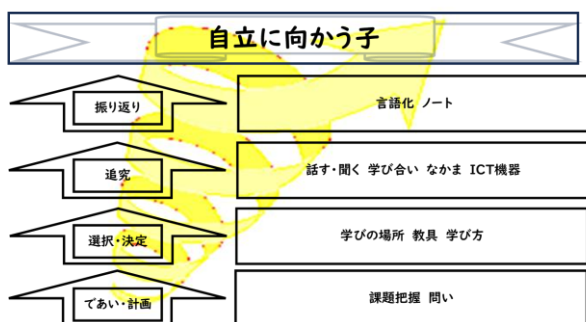 自立に向かう子
振り返り
言語化 ノート
追究
話す・聞く 学び合い なかま ICT機器
選択・決定
学びの場所 教具 学び方
であい・計画
課題把握 問い